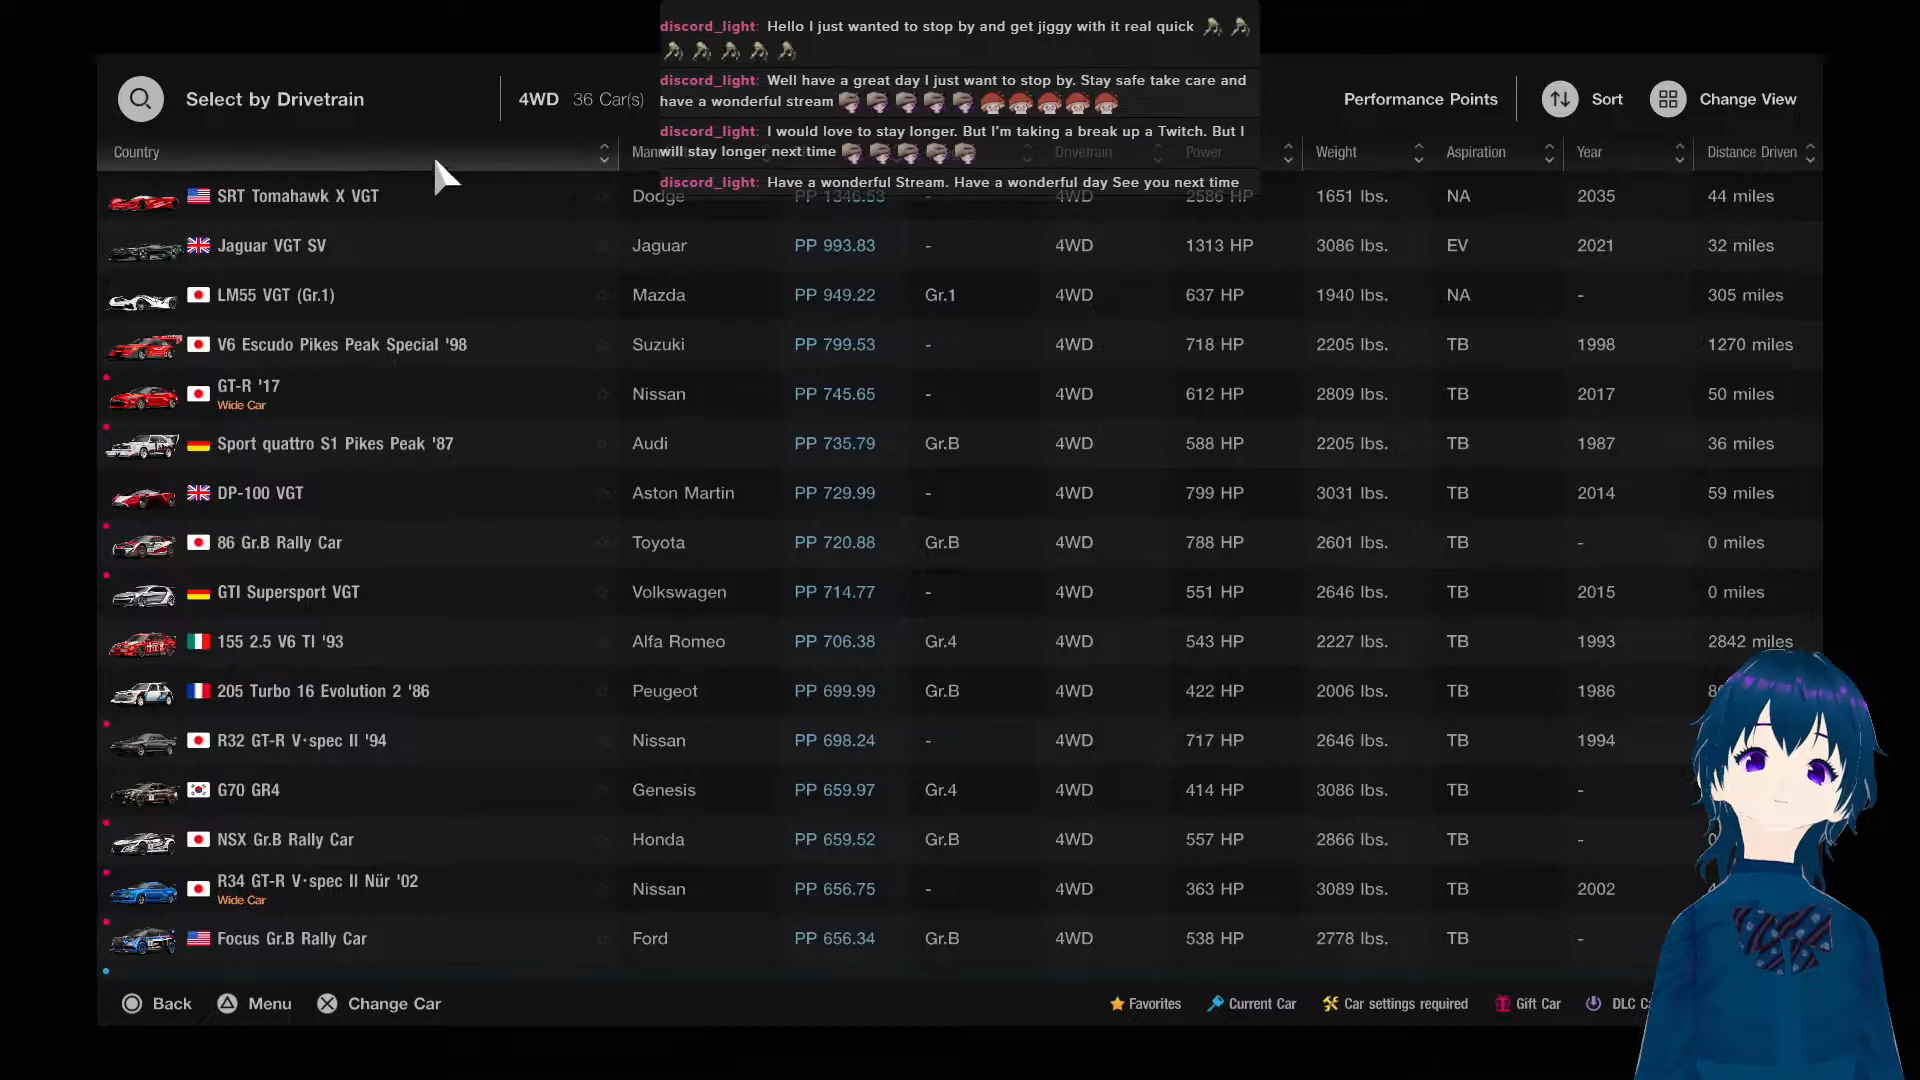 discord_light: Hello I just wanted to stop by and get jiggy with it real quick
discord_light: Well have a great day I just want to stop by. Stay safe take care and
have a wonderful stream
discord_light: I would love to stay longer. But I'm taking a break up a Twitch. But I
will stay longer next time
discord_light: Have a wonderful Stream. Have a wonderful day See you next time
Select by Drivetrain 4WD 36 Car(s) Performance Points Sort Change View
Country Drivetrain Power Weight Aspiration Year Distance Driven
SRT Tomahawk X VGT Dodge PP 1346.53 - 4WD 2586 HP 1651 lbs. NA 2035 44 miles
Jaguar VGT SV Jaguar PP 993.83 - 4WD 1313 HP 3086 lbs. EV 2021 32 miles
LM55 VGT (Gr.1) Mazda PP 949.22 Gr.1 4WD 637 HP 1940 lbs. NA - 305 miles
V6 Escudo Pikes Peak Special '98 Suzuki PP 799.53 - 4WD 718 HP 2205 lbs. TB 1998 1270 miles
GT-R '17 Nissan PP 745.65 - 4WD 612 HP 2809 lbs. TB 2017 50 miles
Wide Car
Sport quattro S1 Pikes Peak '87 Audi PP 735.79 Gr.B 4WD 588 HP 2205 lbs. TB 1987 36 miles
DP-100 VGT Aston Martin PP 729.99 - 4WD 799 HP 3031 lbs. TB 2014 59 miles
86 Gr.B Rally Car Toyota PP 720.88 Gr.B 4WD 788 HP 2601 lbs. TB - 0 miles
GTI Supersport VGT Volkswagen PP 714.77 - 4WD 551 HP 2646 lbs. TB 2015 0 miles
155 2.5 V6 TI '93 Alfa Romeo PP 706.38 Gr.4 4WD 543 HP 2227 lbs. TB 1993 2842 miles
205 Turbo 16 Evolution 2 '86 Peugeot PP 699.99 Gr.B 4WD 422 HP 2006 lbs. TB 1986
R32 GT-R V·spec II '94 Nissan PP 698.24 - 4WD 717 HP 2646 lbs. TB 1994
G70 GR4 Genesis PP 659.97 Gr.4 4WD 414 HP 3086 lbs. TB -
NSX Gr.B Rally Car Honda PP 659.52 Gr.B 4WD 557 HP 2866 lbs. TB -
R34 GT-R V·spec II Nür '02 Nissan PP 656.75 - 4WD 363 HP 3089 lbs. TB 2002
Wide Car
Focus Gr.B Rally Car Ford PP 656.34 Gr.B 4WD 538 HP 2778 lbs. TB -
Back Menu Change Car Favorites Current Car Car settings required Gift Car DLC